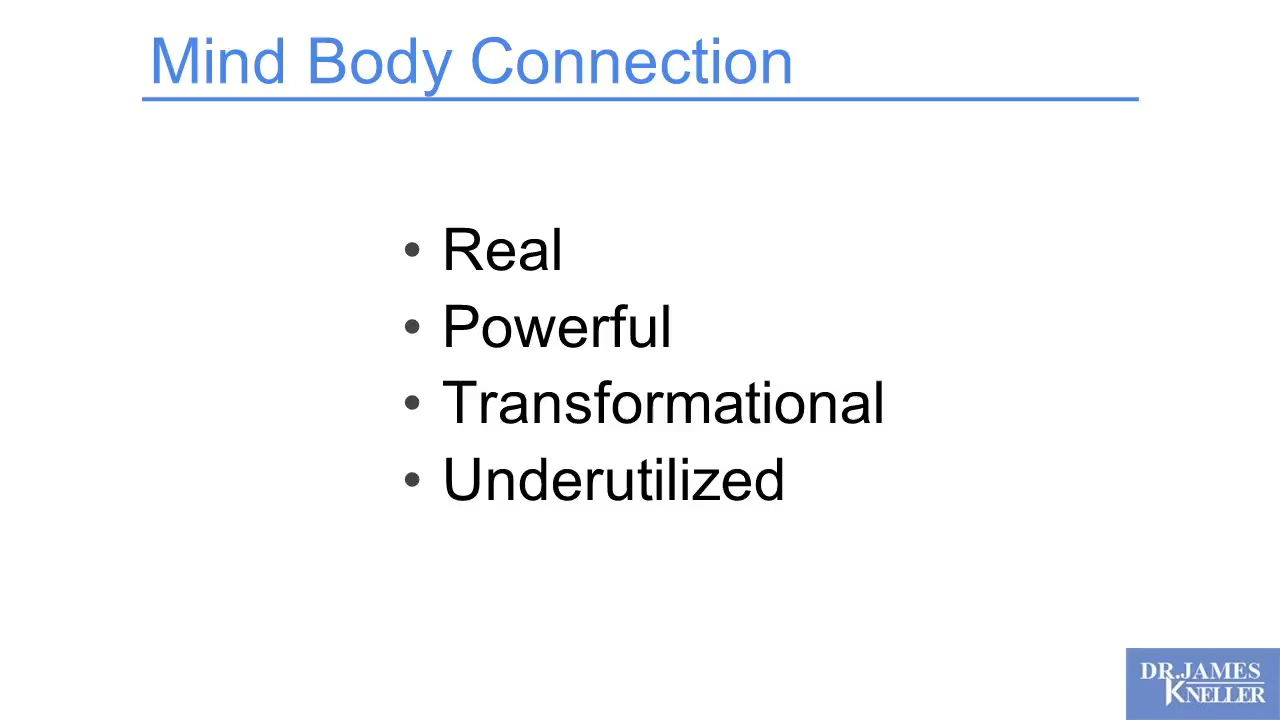 Mind Body Connection
• Real
• Powerful
• Transformational
• Underutilized
DR.JAMES
KNELLER